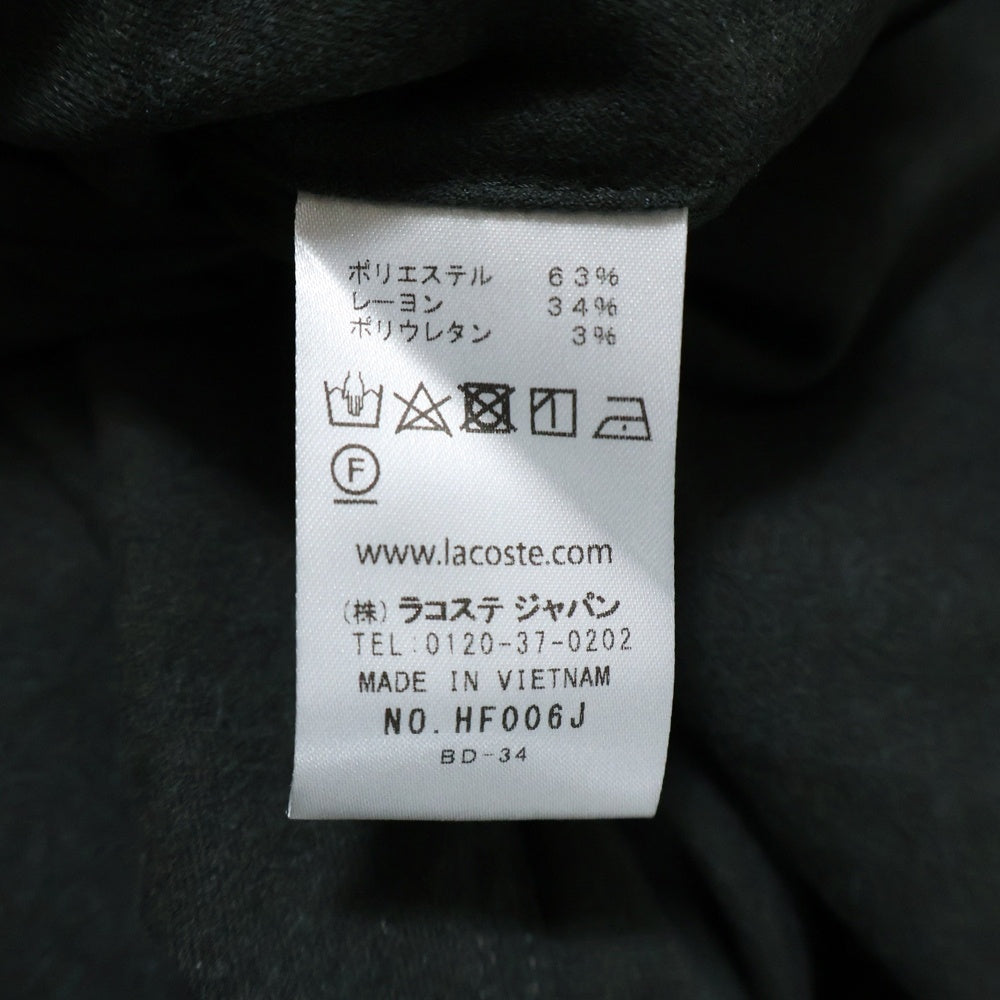 ポリエステル 63%
レーヨン 34%
ポリウレタン 3%
F
www.lacoste.com
(株) ラコステ ジャパン
TEL:0120-37-0202
MADE IN VIETNAM
NO. HF006J
BD-34